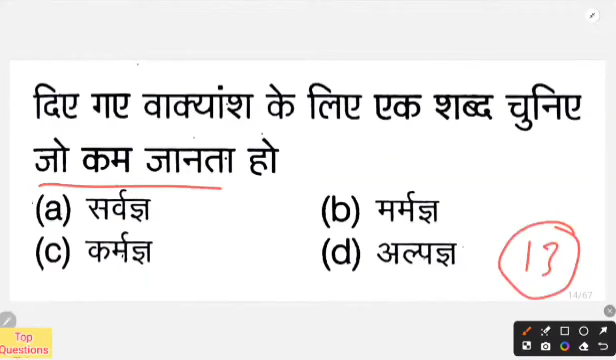 दिए गए वाक्यांश के लिए एक शब्द चुनिए
जो कम जानता हो
(a) सर्वज्ञ (b) मर्मज्ञ
(c) कर्मज्ञ (d) अल्पज्ञ
13
14/67
Top
Questions